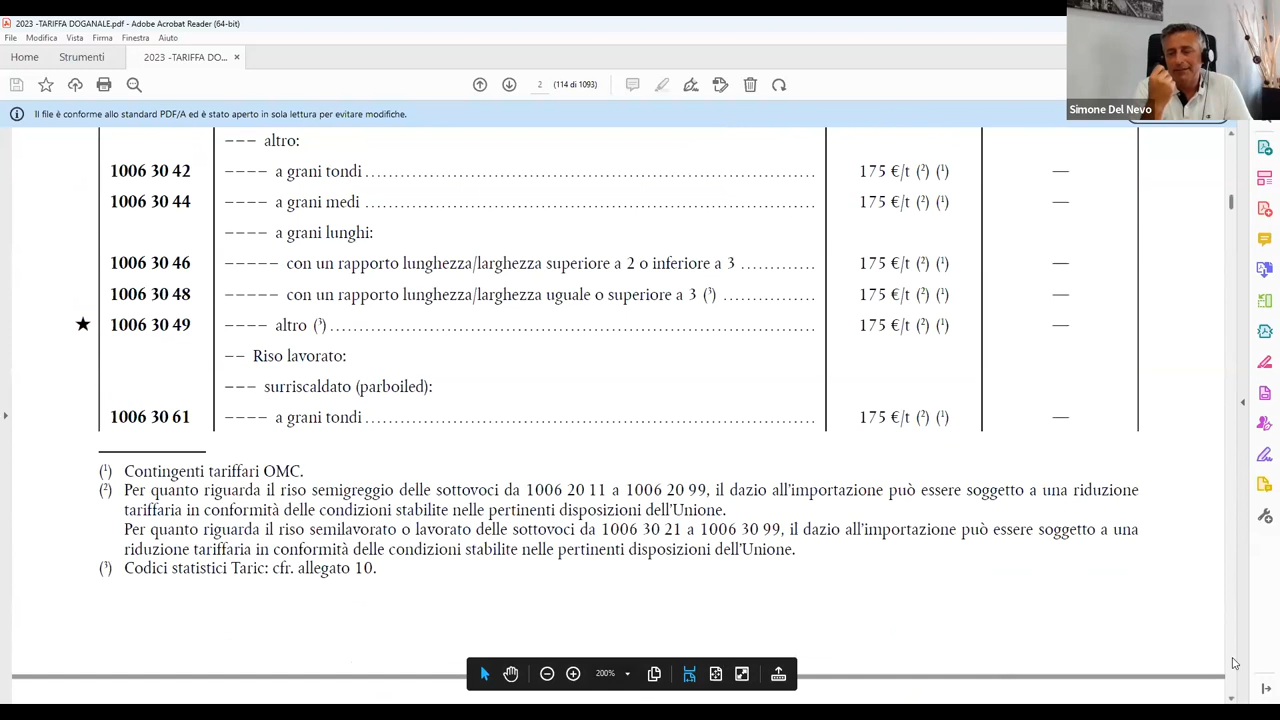 2023 -TARIFFA DOGANALE.pdf - Adobe Acrobat Reader (64-bit)
File Modifica Vista Firma Finestra Aiuto
Home Strumenti 2023 -TARIFFA DO... ×
2 (114 di 1093)
Simone Del Nevo
Il file è conforme allo standard PDF/A ed è stato aperto in sola lettura per evitare modifiche.
––– altro:
1006 30 42 –––– a grani tondi 175 €/t (2) (1) —
1006 30 44 –––– a grani medi 175 €/t (2) (1) —
–––– a grani lunghi:
1006 30 46 ––––– con un rapporto lunghezza/larghezza superiore a 2 o inferiore a 3 175 €/t (2) (1) —
1006 30 48 ––––– con un rapporto lunghezza/larghezza uguale o superiore a 3 (3) 175 €/t (2) (1) —
★ 1006 30 49 –––– altro (3) 175 €/t (2) (1) —
–– Riso lavorato:
––– surriscaldato (parboiled):
1006 30 61 –––– a grani tondi 175 €/t (2) (1) —
(1) Contingenti tariffari OMC.
(2) Per quanto riguarda il riso semigreggio delle sottovoci da 1006 20 11 a 1006 20 99, il dazio all'importazione può essere soggetto a una riduzione
tariffaria in conformità delle condizioni stabilite nelle pertinenti disposizioni dell'Unione.
Per quanto riguarda il riso semilavorato o lavorato delle sottovoci da 1006 30 21 a 1006 30 99, il dazio all'importazione può essere soggetto a una
riduzione tariffaria in conformità delle condizioni stabilite nelle pertinenti disposizioni dell'Unione.
(3) Codici statistici Taric: cfr. allegato 10.
200%